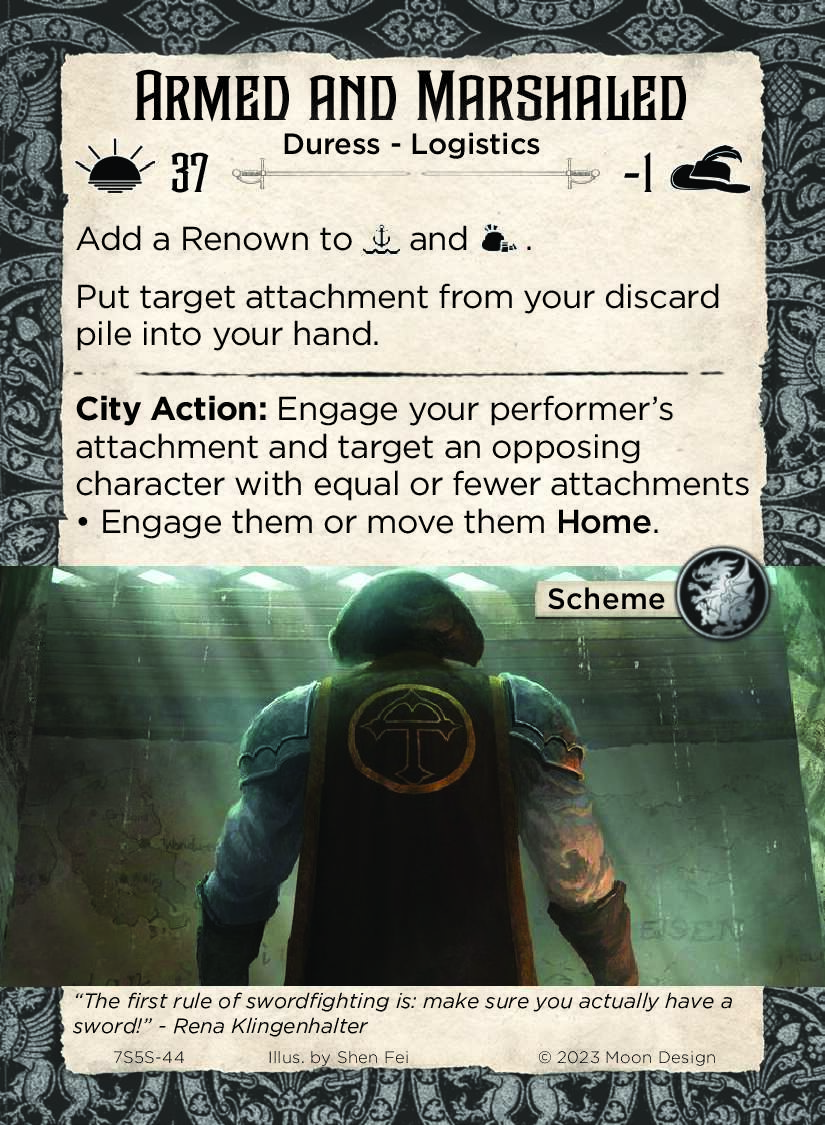 ARMED AND MARSHALED
Duress - Logistics
37
-1
Add a Renown to and .
Put target attachment from your discard
pile into your hand.
City Action: Engage your performer’s
attachment and target an opposing
character with equal or fewer attachments
• Engage them or move them Home.
Scheme
EISEN
“The first rule of swordfighting is: make sure you actually have a
sword!” - Rena Klingenhalter
7S5S-44 Illus. by Shen Fei © 2023 Moon Design